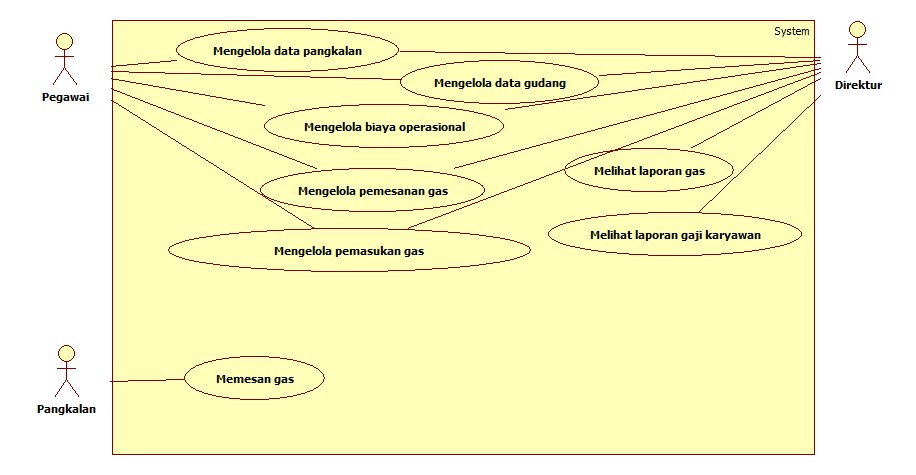 System
Mengelola data pangkalan
Mengelola data gudang
Pegawai
Direktur
Mengelola biaya operasional
Melihat laporan gas
Mengelola pemesanan gas
Melihat laporan gaji karyawan
Mengelola pemasukan gas
Memesan gas
Pangkalan